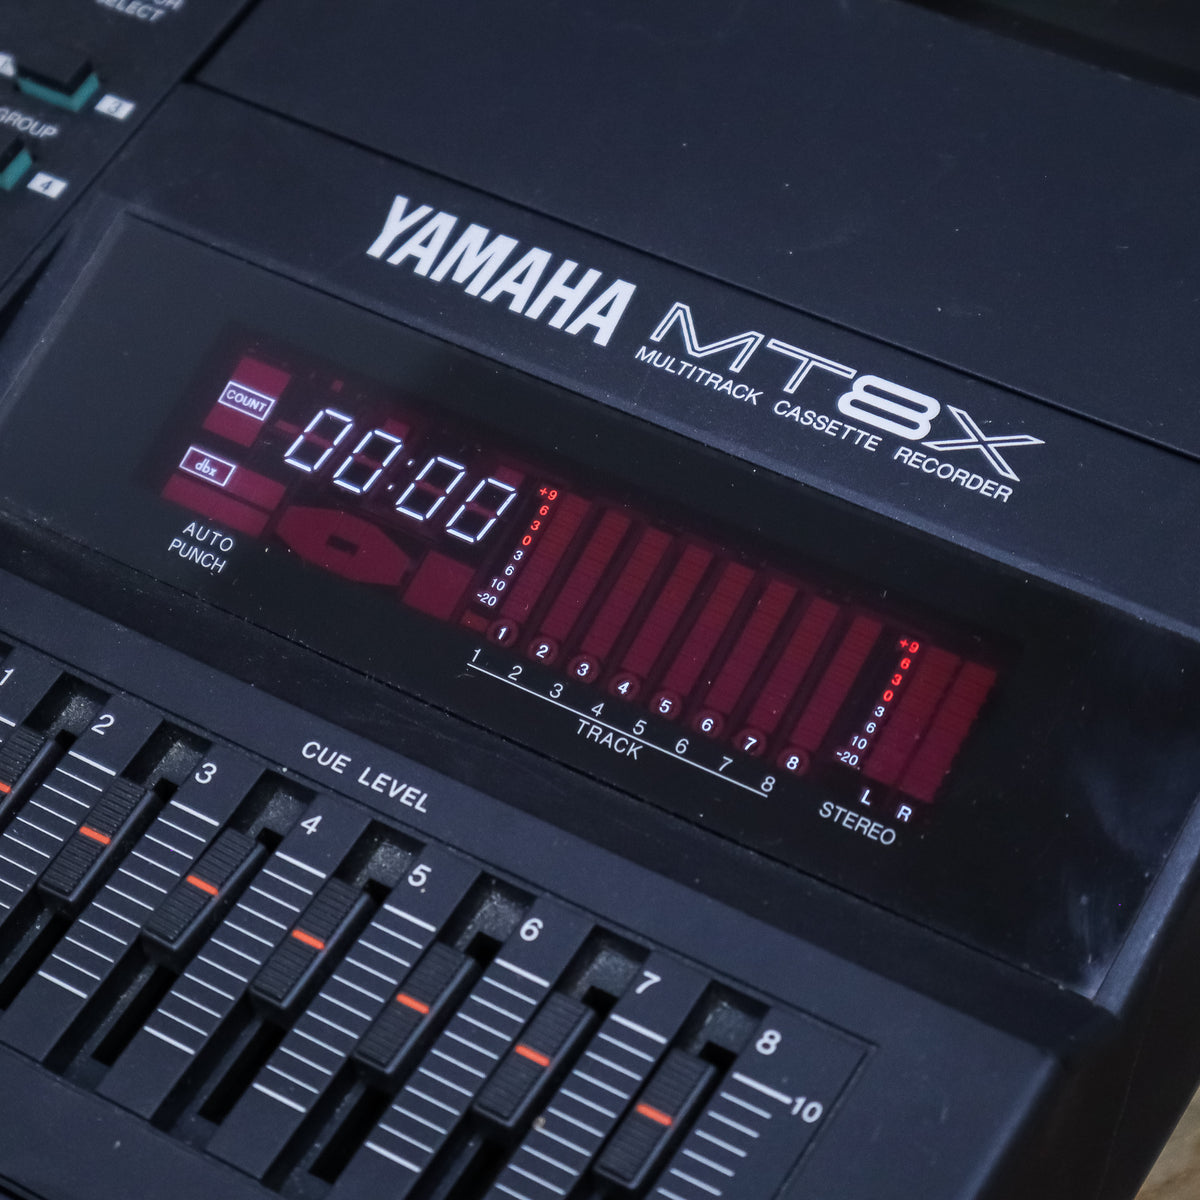 SELECT
3
GROUP
4
YAMAHA MT8X
MULTITRACK CASSETTE RECORDER
COUNT
00:00
dbx
AUTO
PUNCH
+9
6
3
0
3
6
10
-20
1 2 3 4 5 6 7 8
1 2 3 4 5 6 7 8
TRACK
+9
6
3
0
3
6
10
-20
L R
STEREO
CUE LEVEL
1 2 3 4 5 6 7 8
10